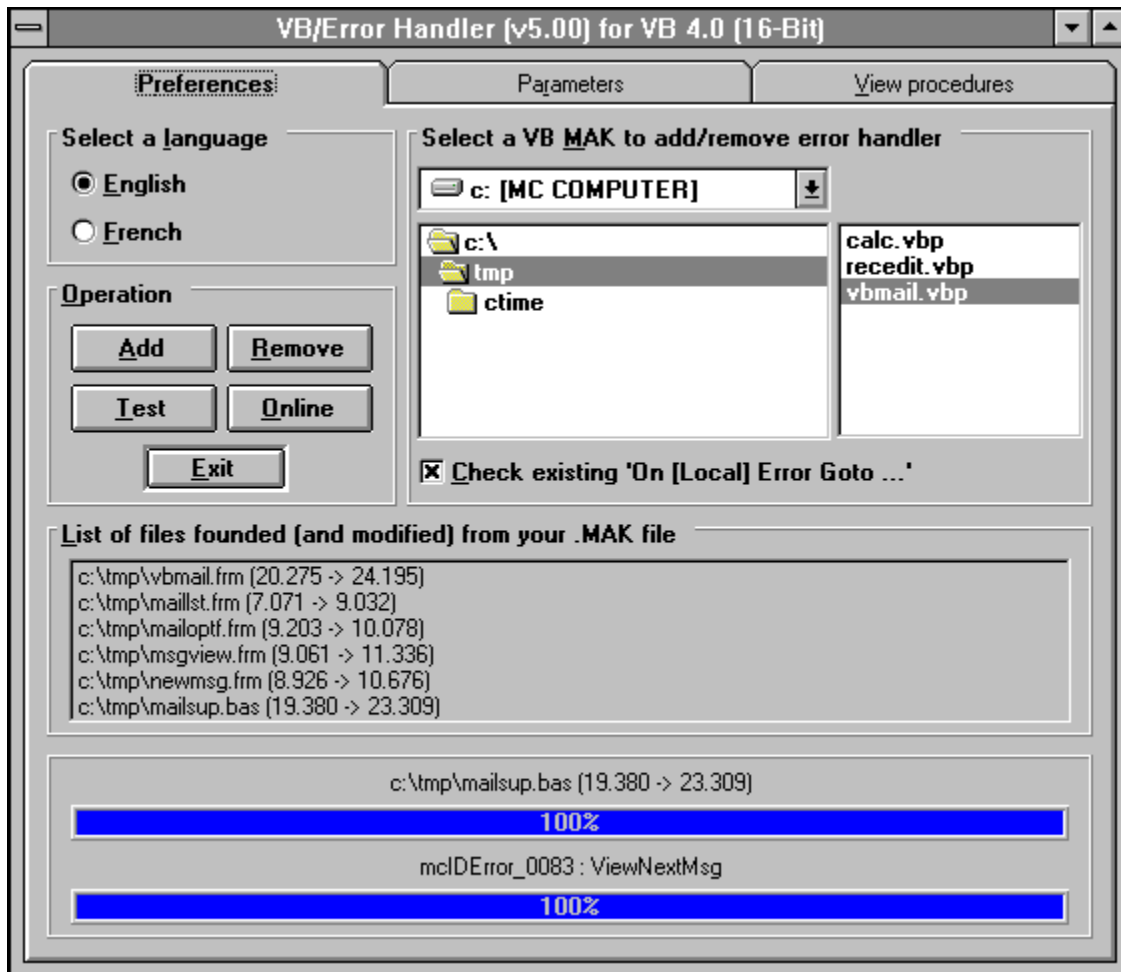 VB/Error Handler (v5.00) for VB 4.0 (16-Bit)
Preferences
Parameters
View procedures
Select a language
English
French
Operation
Add
Remove
Test
Online
Exit
Select a VB MAK to add/remove error handler
c: [MC COMPUTER]
c:\
tmp
ctime
calc.vbp
recedit.vbp
vbmail.vbp
Check existing 'On [Local] Error Goto ...'
List of files founded (and modified) from your .MAK file
c:\tmp\vbmail.frm (20.275 -> 24.195)
c:\tmp\maillst.frm (7.071 -> 9.032)
c:\tmp\mailoptf.frm (9.203 -> 10.078)
c:\tmp\msgview.frm (9.061 -> 11.336)
c:\tmp\newmsg.frm (8.926 -> 10.676)
c:\tmp\mailsup.bas (19.380 -> 23.309)
c:\tmp\mailsup.bas (19.380 -> 23.309)
100%
mcIDError_0083 : ViewNextMsg
100%